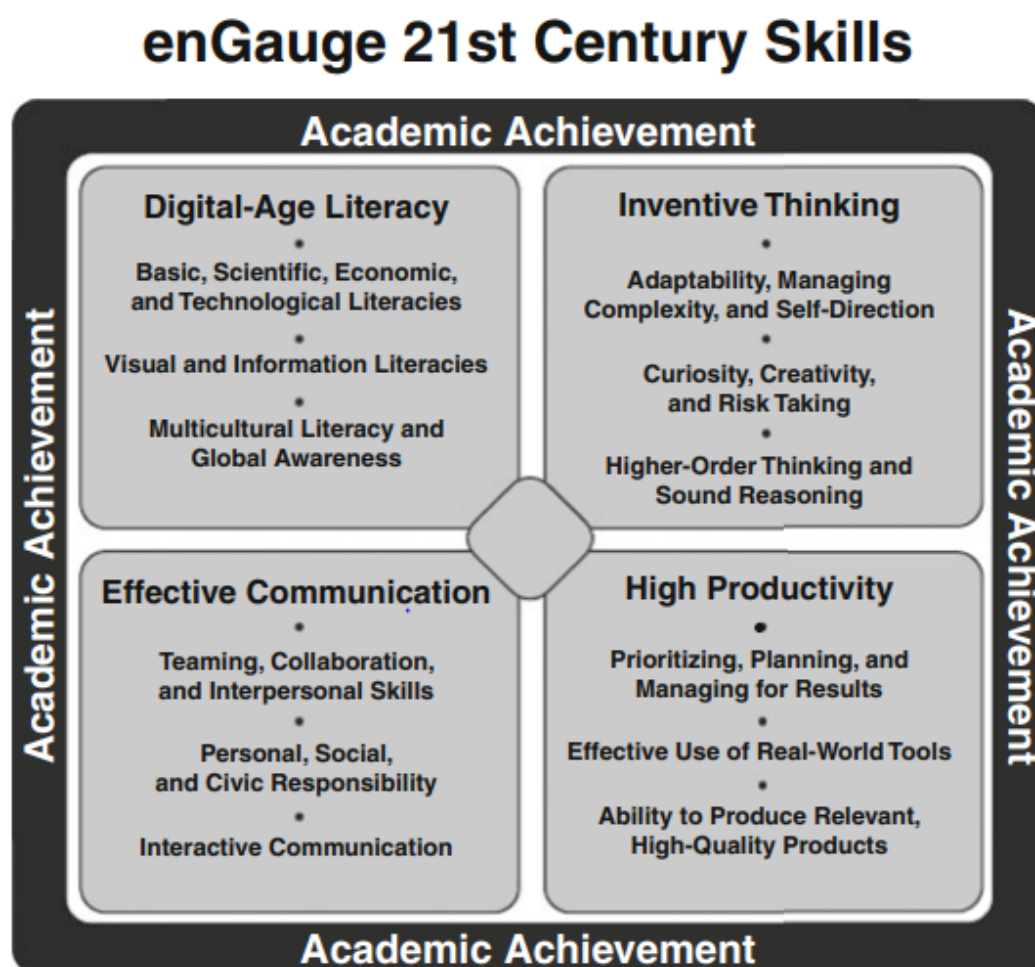 enGauge 21st Century Skills
Academic Achievement
Academic Achievement
Digital-Age Literacy
•
Basic, Scientific, Economic,
and Technological Literacies
•
Visual and Information Literacies
•
Multicultural Literacy and
Global Awareness
Inventive Thinking
•
Adaptability, Managing
Complexity, and Self-Direction
•
Curiosity, Creativity,
and Risk Taking
•
Higher-Order Thinking and
Sound Reasoning
Effective Communication
•
Teaming, Collaboration,
and Interpersonal Skills
•
Personal, Social,
and Civic Responsibility
•
Interactive Communication
High Productivity
•
Prioritizing, Planning, and
Managing for Results
•
Effective Use of Real-World Tools
•
Ability to Produce Relevant,
High-Quality Products
Academic Achievement
Academic Achievement